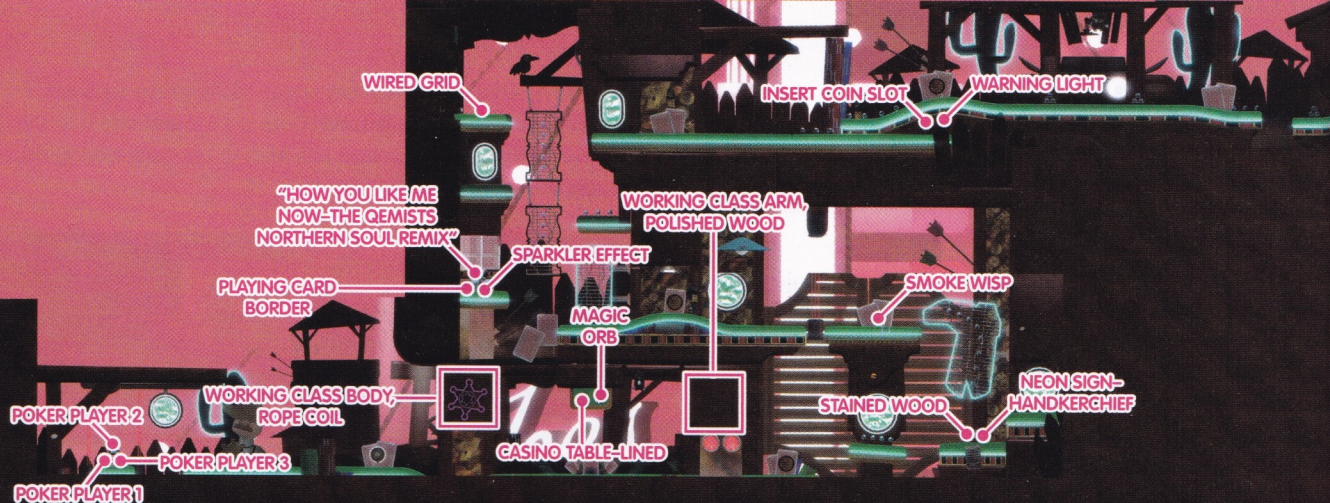 WIRED GRID
INSERT COIN SLOT
WARNING LIGHT
"HOW YOU LIKE ME
NOW–THE QEMISTS
NORTHERN SOUL REMIX"
WORKING CLASS ARM,
POLISHED WOOD
SPARKLER EFFECT
PLAYING CARD
BORDER
SMOKE WISP
MAGIC
ORB
WORKING CLASS BODY,
ROPE COIL
NEON SIGN–
HANDKERCHIEF
STAINED WOOD
POKER PLAYER 2
CASINO TABLE–LINED
POKER PLAYER 3
POKER PLAYER 1